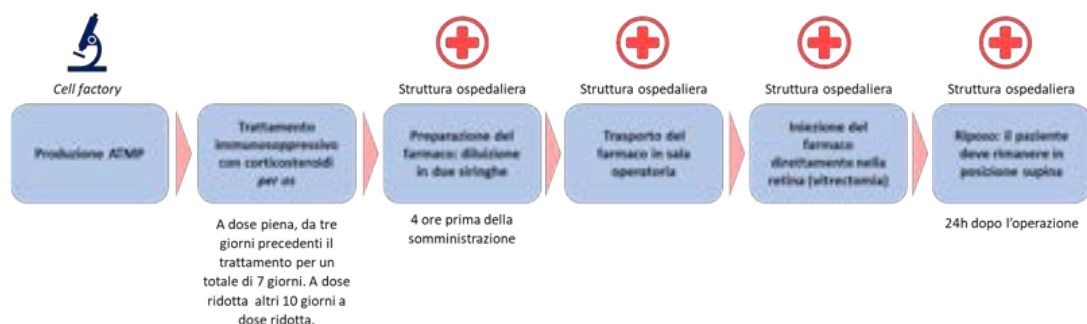 Cell factory
Struttura ospedaliera
Struttura ospedaliera
Struttura ospedaliera
Struttura ospedaliera
Produzione ATMP
Trattamento
immunosoppressivo
con corticosteroidi
per os
Preparazione del
farmaco: diluizione
in due siringhe
Trasporto del
farmaco in sala
operatoria
Iniezione del
farmaco
direttamente nella
retina (vitrectomia)
Riposo: il paziente
deve rimanere in
posizione supina
A dose piena, da tre
giorni precedenti il
trattamento per un
totale di 7 giorni. A dose
ridotta altri 10 giorni a
dose ridotta.
4 ore prima della
somministrazione
24h dopo l'operazione